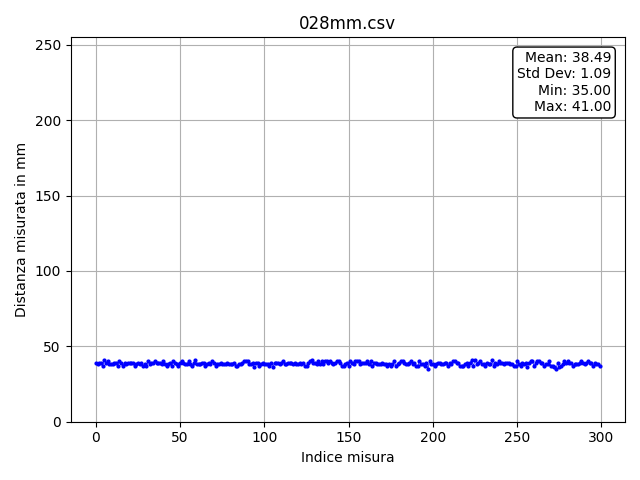 028mm.csv
Mean: 38.49
Std Dev: 1.09
Min: 35.00
Max: 41.00
Distanza misurata in mm
250
200
150
100
50
0
0 50 100 150 200 250 300
Indice misura